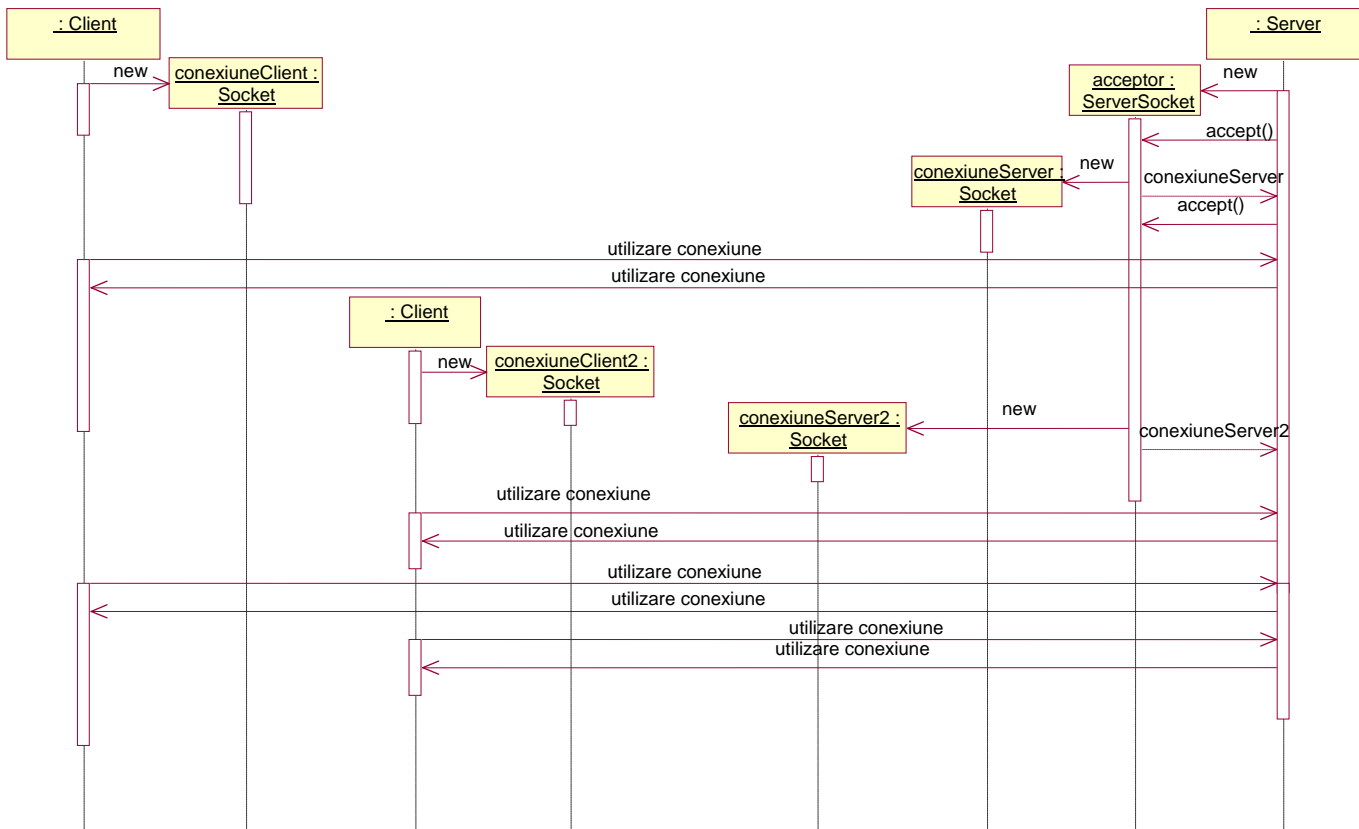 : Client
: Server
new
conexiuneClient :
Socket
new
acceptor :
ServerSocket
accept()
new
conexiuneServer :
Socket
conexiuneServer
accept()
utilizare conexiune
utilizare conexiune
: Client
new
conexiuneClient2 :
Socket
new
conexiuneServer2 :
Socket
conexiuneServer2
utilizare conexiune
utilizare conexiune
utilizare conexiune
utilizare conexiune
utilizare conexiune
utilizare conexiune